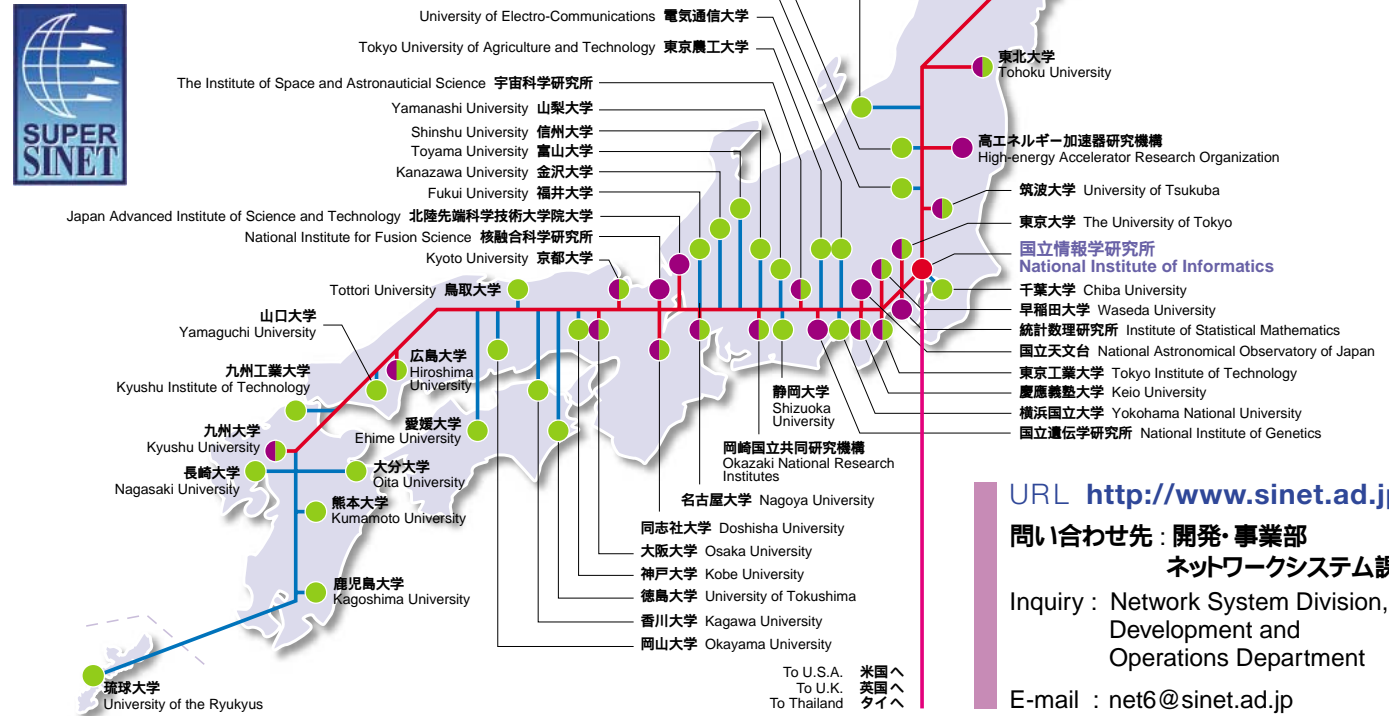 SUPER
SINET
University of Electro-Communications 電気通信大学
Tokyo University of Agriculture and Technology 東京農工大学
The Institute of Space and Astronauticial Science 宇宙科学研究所
Yamanashi University 山梨大学
Shinshu University 信州大学
Toyama University 富山大学
Kanazawa University 金沢大学
Fukui University 福井大学
Japan Advanced Institute of Science and Technology 北陸先端科学技術大学院大学
National Institute for Fusion Science 核融合科学研究所
Kyoto University 京都大学
Tottori University 鳥取大学
山口大学
Yamaguchi University
広島大学
Hiroshima
University
九州工業大学
Kyushu Institute of Technology
九州大学
Kyushu University
愛媛大学
Ehime University
長崎大学
Nagasaki University
大分大学
Oita University
熊本大学
Kumamoto University
鹿児島大学
Kagoshima University
琉球大学
University of the Ryukyus
東北大学
Tohoku University
高エネルギー加速器研究機構
High-energy Accelerator Research Organization
筑波大学 University of Tsukuba
東京大学 The University of Tokyo
国立情報学研究所
National Institute of Informatics
千葉大学 Chiba University
早稲田大学 Waseda University
統計数理研究所 Institute of Statistical Mathematics
国立天文台 National Astronomical Observatory of Japan
東京工業大学 Tokyo Institute of Technology
慶應義塾大学 Keio University
横浜国立大学 Yokohama National University
国立遺伝学研究所 National Institute of Genetics
静岡大学
Shizuoka
University
岡崎国立共同研究機構
Okazaki National Research
Institutes
名古屋大学 Nagoya University
同志社大学 Doshisha University
大阪大学 Osaka University
神戸大学 Kobe University
徳島大学 University of Tokushima
香川大学 Kagawa University
岡山大学 Okayama University
To U.S.A. 米国へ
To U.K. 英国へ
To Thailand タイへ
URL http://www.sinet.ad.jp
問い合わせ先 : 開発・事業部
ネットワークシステム課
Inquiry : Network System Division,
Development and
Operations Department
E-mail : net6@sinet.ad.jp